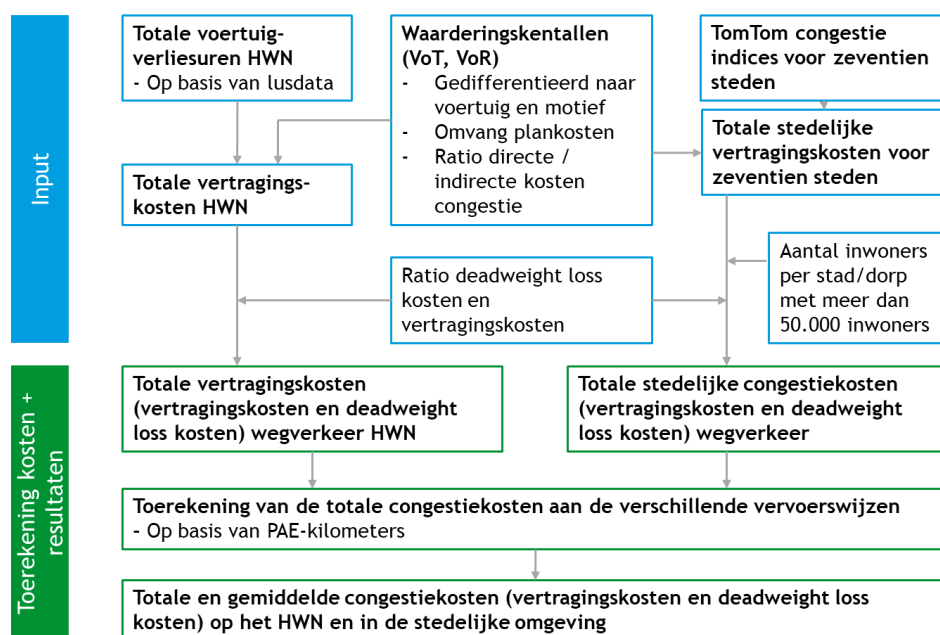 Input
Totale voertuig-
verliesuren HWN
- Op basis van lusdata
Waarderingskentallen
(VoT, VoR)
- Gedifferentieerd naar
voertuig en motief
- Omvang plankosten
- Ratio directe /
indirecte kosten
congestie
TomTom congestie
indices voor zeventien
steden
Totale stedelijke
vertragingskosten voor
zeventien steden
Totale vertragings-
kosten HWN
Aantal inwoners
per stad/dorp
met meer dan
50.000 inwoners
Ratio deadweight loss
kosten en
vertragingskosten
Toerekening kosten +
resultaten
Totale vertragingskosten
(vertragingskosten en deadweight
loss kosten) wegverkeer HWN
Totale stedelijke congestiekosten
(vertragingskosten en deadweight
loss kosten) wegverkeer
Toerekening van de totale congestiekosten aan de verschillende vervoerswijzen
- Op basis van PAE-kilometers
Totale en gemiddelde congestiekosten (vertragingskosten en deadweight loss
kosten) op het HWN en in de stedelijke omgeving